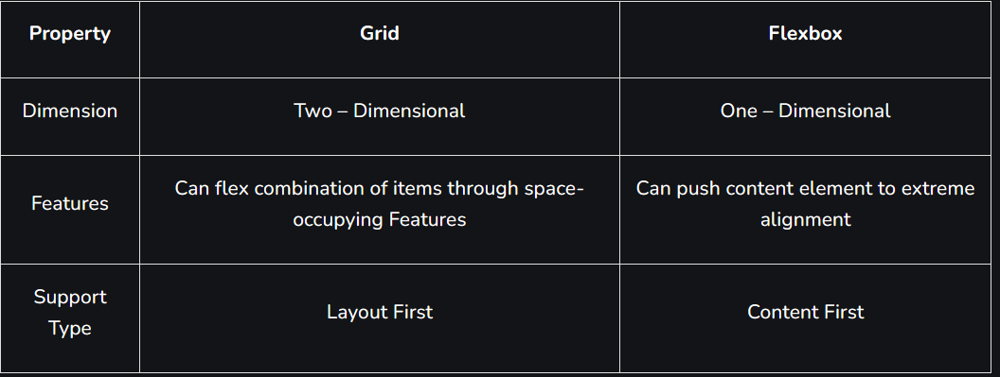 Property Grid Flexbox
Dimension Two – Dimensional One – Dimensional
Features
Can flex combination of items through space-
occupying Features
Can push content element to extreme
alignment
Support
Type
Layout First
Content First